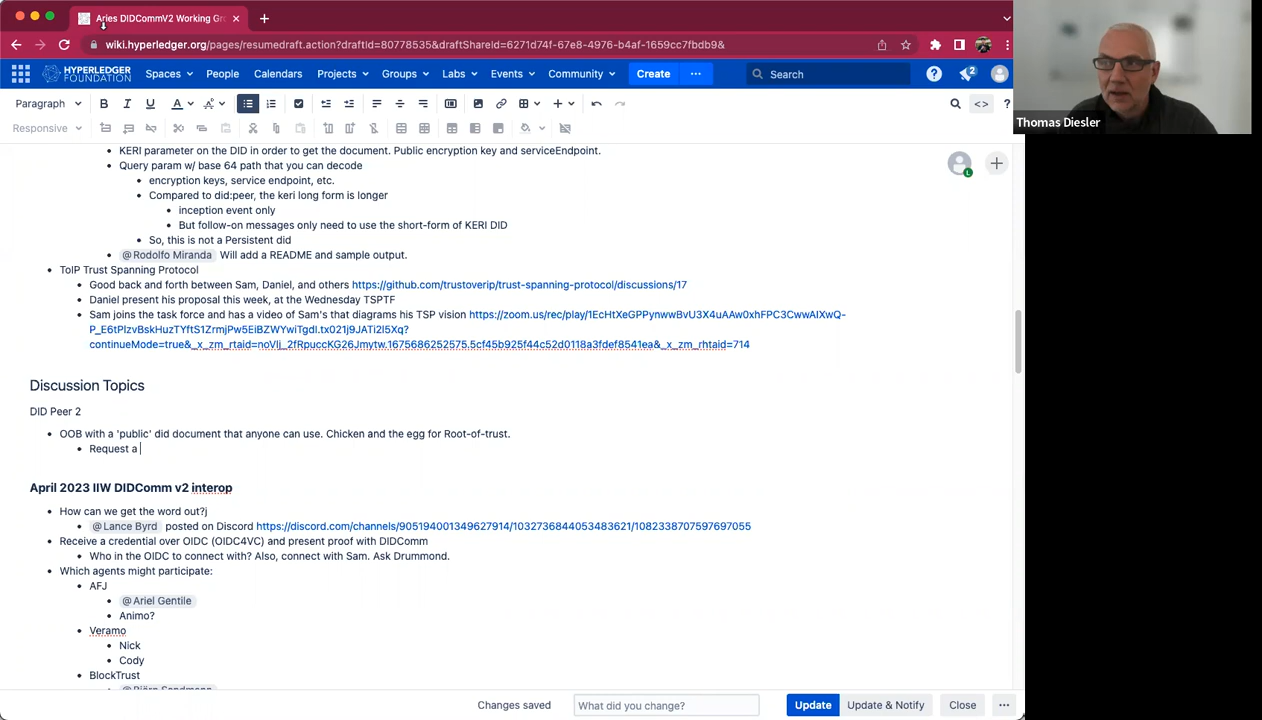 Aries DIDCommV2 Working Gr
wiki.hyperledger.org/pages/resumedraft.action?draftId=80778535&draftShareId=6271d74f-67e8-4976-b4af-1659cc7fbdb9&
HYPERLEDGER FOUNDATION Spaces People Calendars Projects Groups Labs Events Community Create ... Search 2
Paragraph B I U A
Responsive
Thomas Diesler
KERI parameter on the DID in order to get the document. Public encryption key and serviceEndpoint.
Query param w/ base 64 path that you can decode
encryption keys, service endpoint, etc.
Compared to did:peer, the keri long form is longer
inception event only
But follow-on messages only need to use the short-form of KERI DID
So, this is not a Persistent did
@Rodolfo Miranda Will add a README and sample output.
ToIP Trust Spanning Protocol
Good back and forth between Sam, Daniel, and others https://github.com/trustoverip/trust-spanning-protocol/discussions/17
Daniel present his proposal this week, at the Wednesday TSPTF
Sam joins the task force and has a video of Sam's that diagrams his TSP vision https://zoom.us/rec/play/1EcHtXeGPPynwwBvU3X4uAAw0xhFPC3CwwAIXwQ-
P_E6tPlzvBskHuzTYftS1ZrmjPw5EiBZWYwiTgdl.tx021j9JATi2l5Xq?
continueMode=true&_x_zm_rtaid=noVIj_2fRpuccKG26Jmytw.1675686252575.5cf45b925f44c52d0118a3fdef8541ea&_x_zm_rhtaid=714
Discussion Topics
DID Peer 2
OOB with a 'public' did document that anyone can use. Chicken and the egg for Root-of-trust.
Request a
April 2023 IIW DIDComm v2 interop
How can we get the word out?j
@Lance Byrd posted on Discord https://discord.com/channels/905194001349627914/1032736844053483621/1082338707597697055
Receive a credential over OIDC (OIDC4VC) and present proof with DIDComm
Who in the OIDC to connect with? Also, connect with Sam. Ask Drummond.
Which agents might participate:
AFJ
@Ariel Gentile
Animo?
Veramo
Nick
Cody
BlockTrust
@Björn Sandmann
Changes saved What did you change? Update Update & Notify Close ...